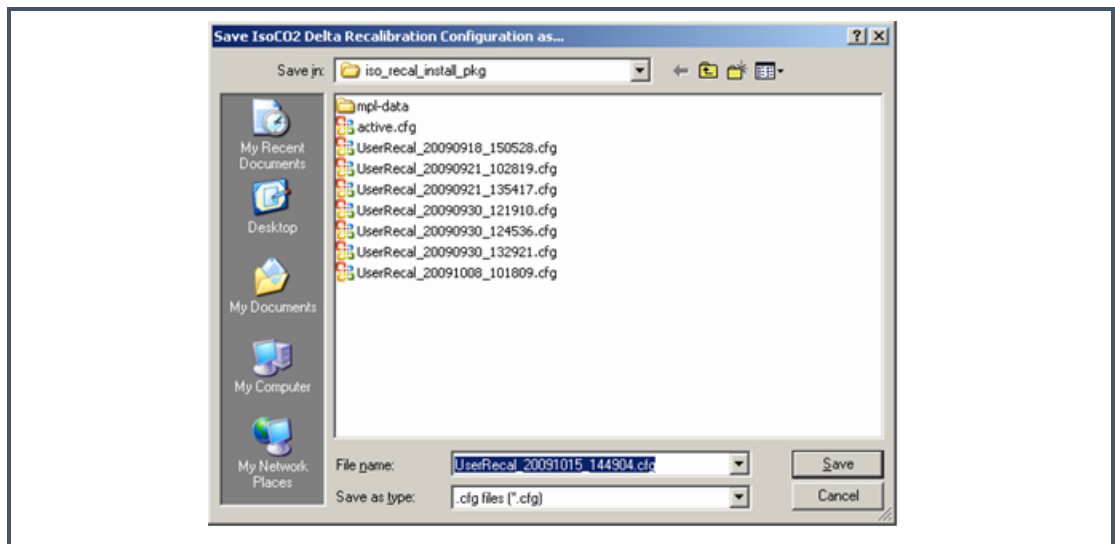 Save IsoCO2 Delta Recalibration Configuration as...
Save in:
iso_recal_install_pkg
mpl-data
active.cfg
UserRecal_20090918_150528.cfg
UserRecal_20090921_102819.cfg
UserRecal_20090921_135417.cfg
UserRecal_20090930_121910.cfg
UserRecal_20090930_124536.cfg
UserRecal_20090930_132921.cfg
UserRecal_20091008_101809.cfg
My Recent
Documents
Desktop
My Documents
My Computer
My Network
Places
File name:
UserRecal_20091015_144904.cfg
Save
Save as type:
.cfg files (*.cfg)
Cancel